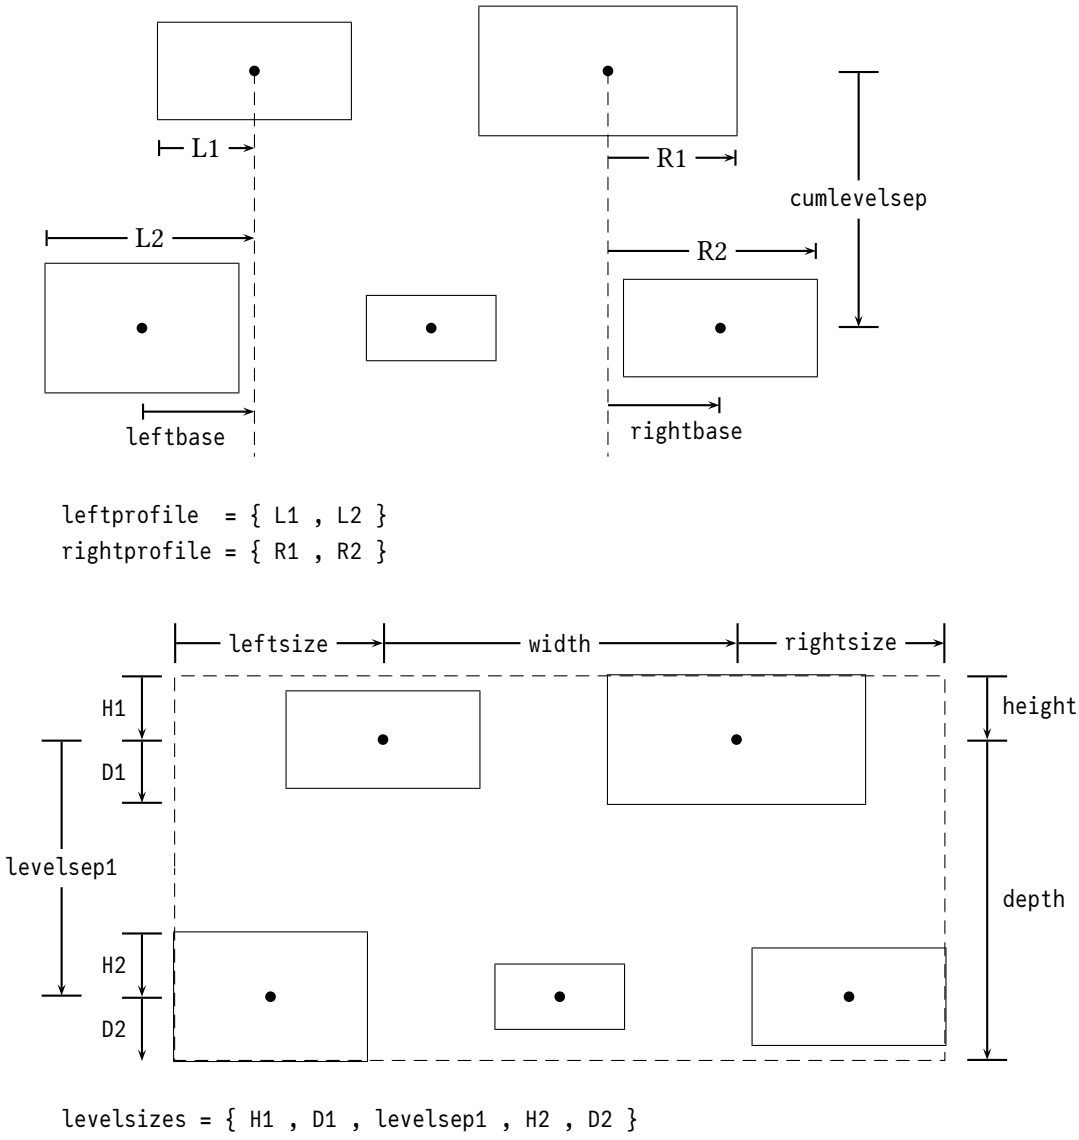 L1
R1
cumlevelsep
L2
R2
leftbase
rightbase
leftprofile = { L1 , L2 }
rightprofile = { R1 , R2 }
leftsize width rightsize
H1
height
D1
levelsep1
depth
H2
D2
levelsizes = { H1 , D1 , levelsep1 , H2 , D2 }